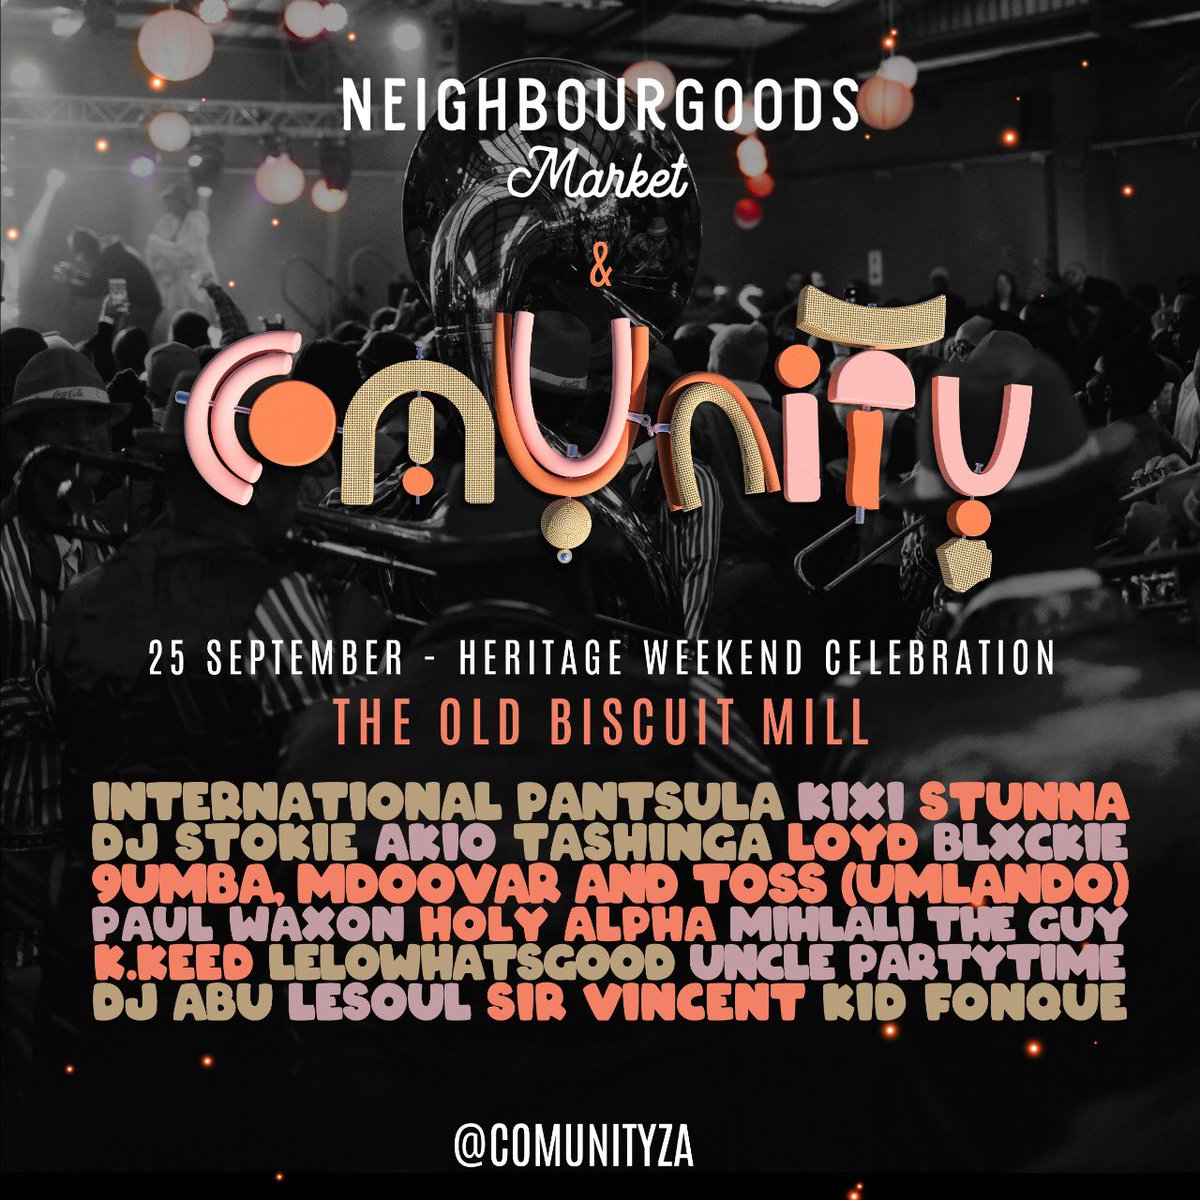 NEIGHBOURGOODS
Market
&
COMUNITY
25 SEPTEMBER - HERITAGE WEEKEND CELEBRATION
THE OLD BISCUIT MILL
INTERNATIONAL PANTSULA KIXI STUNNA
DJ STOKIE AKIO TASHINGA LOYD BLXCKIE
9UMBA, MDOOVAR AND TOSS (UMLANDO)
PAUL WAXON HOLY ALPHA MIHLALI THE GUY
K.KEED LELOWHATSGOOD UNCLE PARTYTIME
DJ ABU LESOUL SIR VINCENT KID FONQUE
@COMUNITYZA